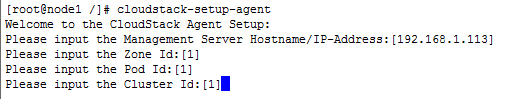 [root@node1 /]# cloudstack-setup-agent
Welcome to the CloudStack Agent Setup:
Please input the Management Server Hostname/IP-Address:[192.168.1.113]
Please input the Zone Id:[1]
Please input the Pod Id:[1]
Please input the Cluster Id:[1]